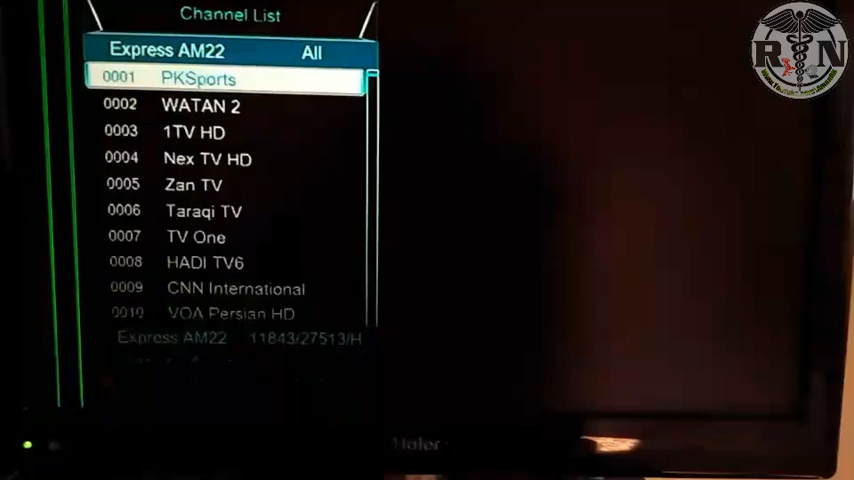 Channel List
Express AM22 All
0001 PKSports
0002 WATAN 2
0003 1TV HD
0004 Nex TV HD
0005 Zan TV
0006 Taraqi TV
0007 TV One
0008 HADI TV6
0009 CNN International
0010 VOA Persian HD
Express AM22 11843/27513/H
Haier
R N